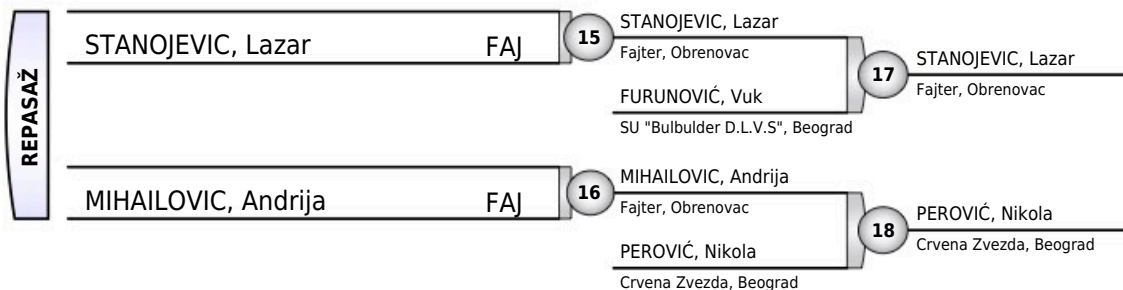 REPASAŽ
STANOJEVIC, Lazar FAJ
15
STANOJEVIC, Lazar
Fajter, Obrenovac
FURUNOVIĆ, Vuk
SU "Bulbulder D.L.V.S", Beograd
17
STANOJEVIC, Lazar
Fajter, Obrenovac
MIHAILOVIC, Andrija FAJ
16
MIHAILOVIC, Andrija
Fajter, Obrenovac
PEROVIĆ, Nikola
Crvena Zvezda, Beograd
18
PEROVIĆ, Nikola
Crvena Zvezda, Beograd